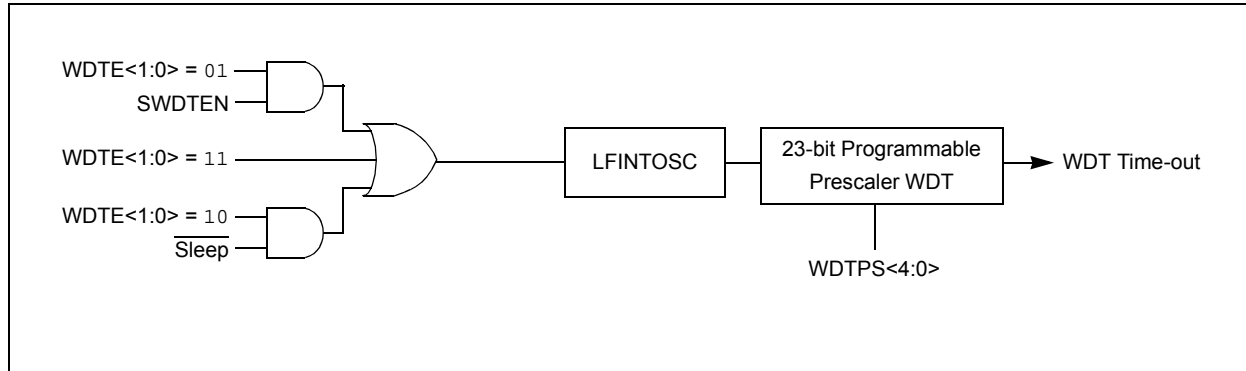 WDTE<1:0> = 01
SWDTEN
WDTE<1:0> = 11
WDTE<1:0> = 10
Sleep
LFINTOSC
23-bit Programmable
Prescaler WDT
WDT Time-out
WDTPS<4:0>